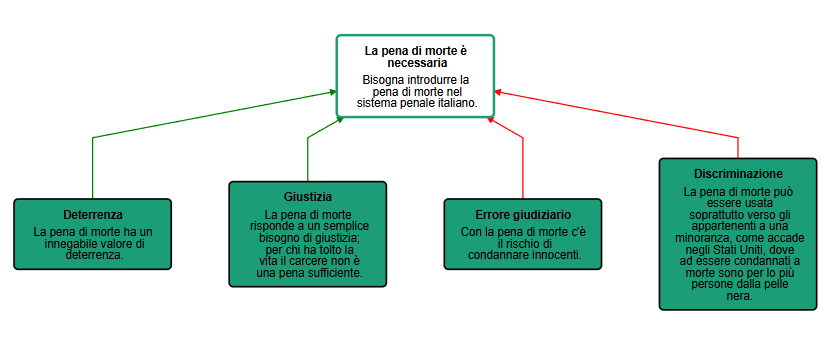 La pena di morte è
necessaria
Bisogna introdurre la
pena di morte nel
sistema penale italiano.
Deterrenza
La pena di morte ha un
innegabile valore di
deterrenza.
Giustizia
La pena di morte
risponde a un semplice
bisogno di giustizia;
per chi ha tolto la
vita il carcere non è
una pena sufficiente.
Errore giudiziario
Con la pena di morte c'è
il rischio di
condannare innocenti.
Discriminazione
La pena di morte può
essere usata
soprattutto verso gli
appartenenti a una
minoranza, come accade
negli Stati Uniti, dove
ad essere condannati a
morte sono per lo più
persone dalla pelle
nera.